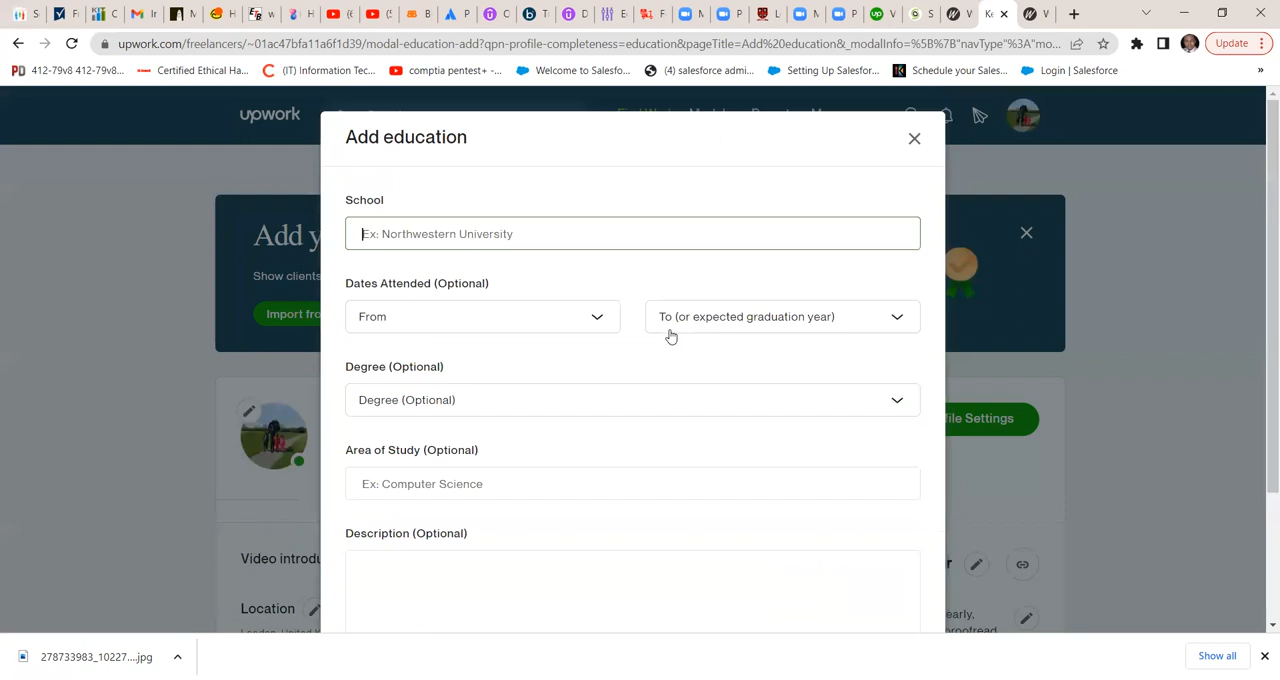 Update
upwork.com/freelancers/~01ac47bfa11a6f1d39/modal-education-add?qpn=profile-completeness=education&pageTitle=Add%20education&_modalInfo=%5B%7B"navType"%3A"mo...
412-79v8 412-79v8...
Certified Ethical Ha...
(IT) Information Tec...
comptia pentest+ -...
Welcome to Salesfo...
(4) salesforce admi...
Setting Up Salesfor...
Schedule your Sales...
Login | Salesforce
»
upwork
Add education
School
Ex: Northwestern University
Add y
Show clients
Import fro
Dates Attended (Optional)
From
To (or expected graduation year)
Degree (Optional)
Degree (Optional)
file Settings
Area of Study (Optional)
Ex: Computer Science
Description (Optional)
Video introdu
r
Location
early,
278733983_10227....jpg
Show all